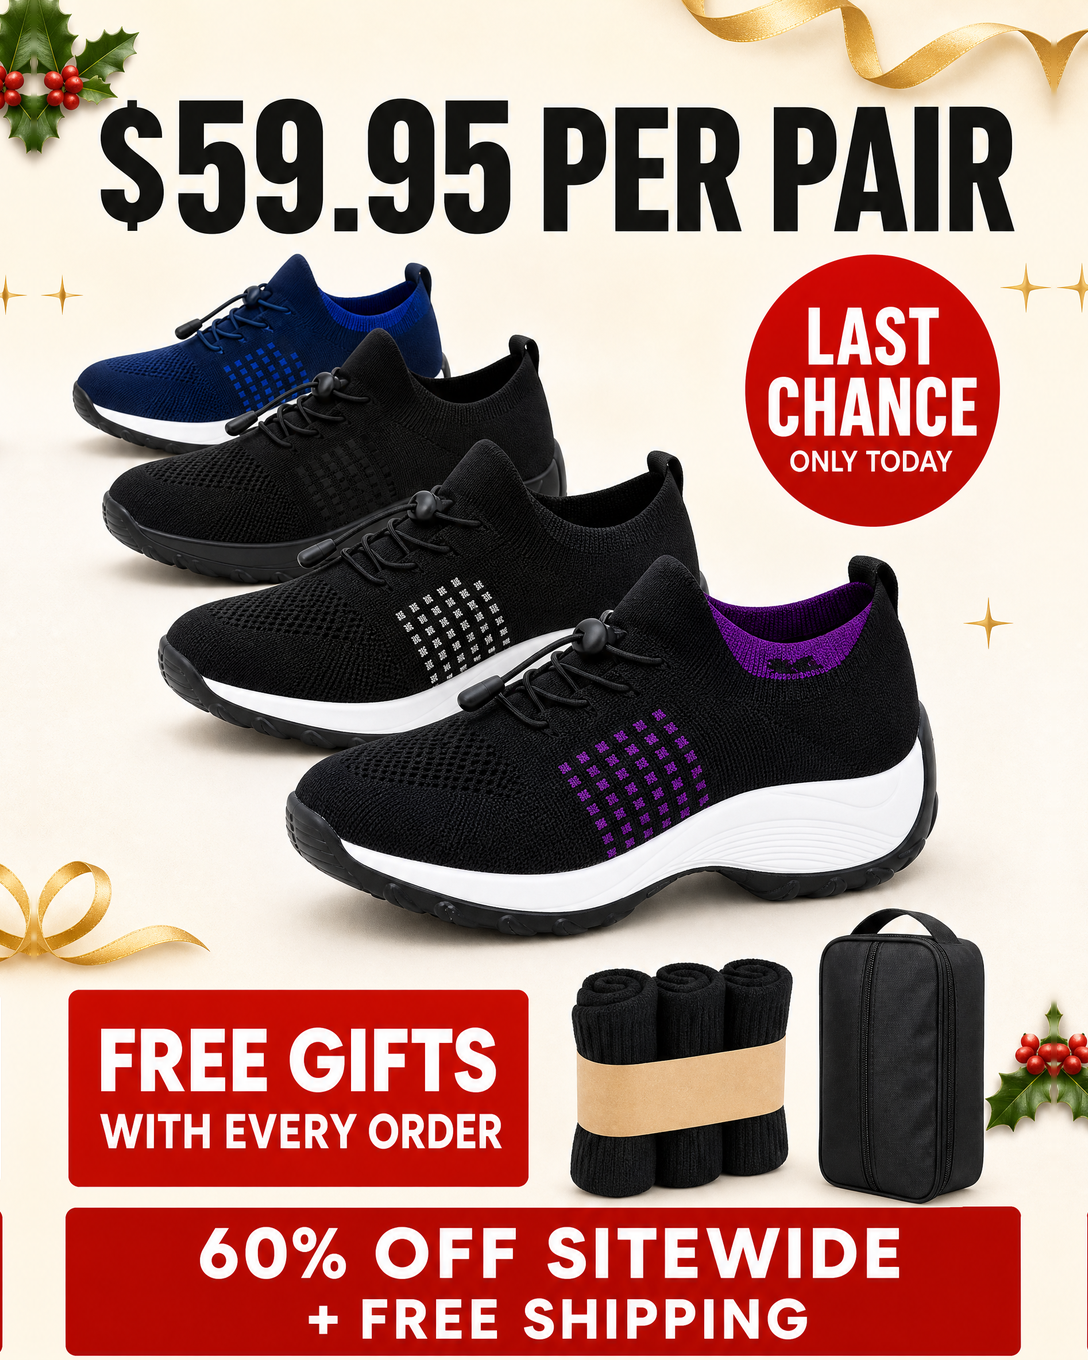 $59.95 PER PAIR
LAST
CHANCE
ONLY TODAY
FREE GIFTS
WITH EVERY ORDER
60% OFF SITEWIDE
+ FREE SHIPPING